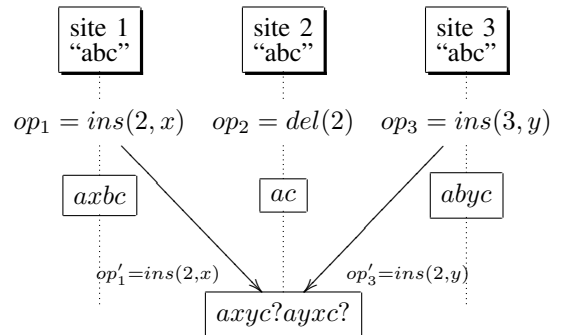 site 1 site 2 site 3
“abc” “abc” “abc”
op₁ = ins(2, x) op₂ = del(2) op₃ = ins(3, y)
axbc ac abyc
op′₁=ins(2,x) op′₃=ins(2,y)
axyc?ayxc?